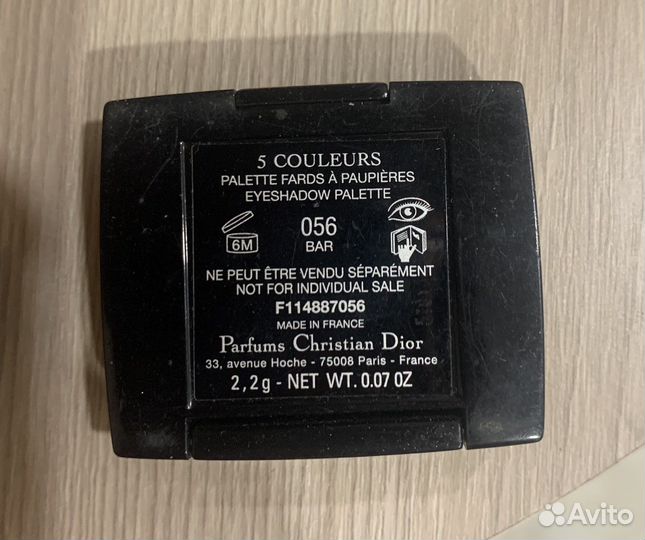 5 COULEURS
PALETTE FARDS À PAUPIÈRES
EYESHADOW PALETTE
6M
056
BAR
NE PEUT ÊTRE VENDU SÉPARÉMENT
NOT FOR INDIVIDUAL SALE
F114887056
MADE IN FRANCE
Parfums Christian Dior
33, avenue Hoche - 75008 Paris - France
2,2g - NET WT. 0.07 OZ
Avito